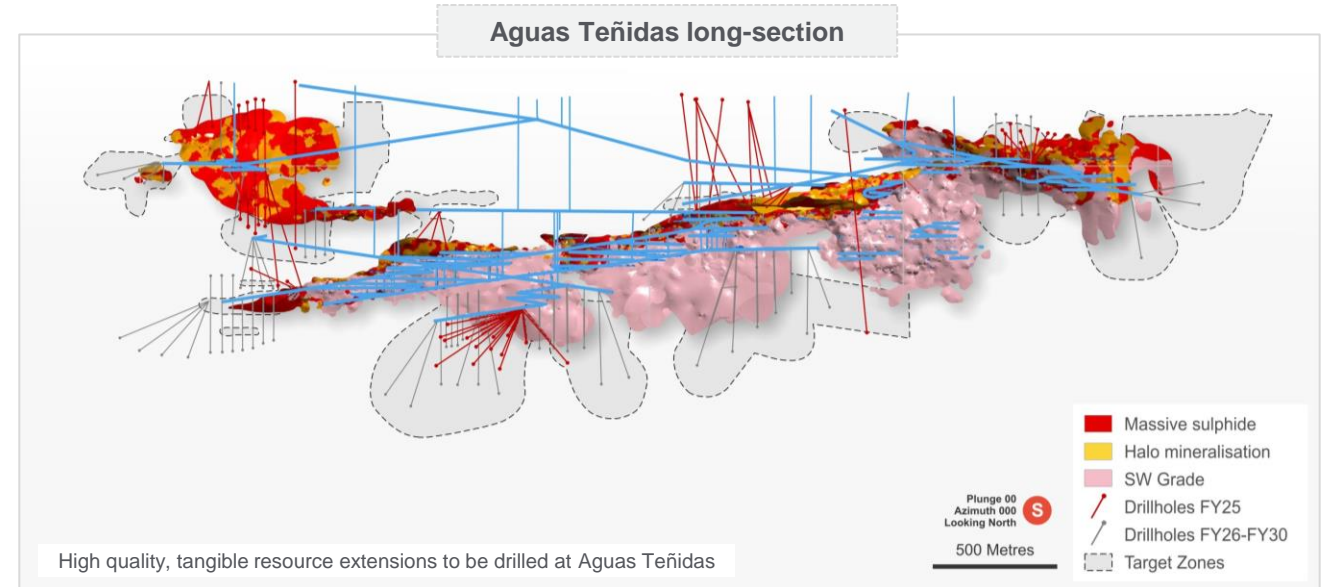 Aguas Teñidas long-section
Massive sulphide
Halo mineralisation
SW Grade
Drillholes FY25
Drillholes FY26-FY30
Target Zones
Plunge 00
Azimuth 000
Looking North
S
500 Metres
High quality, tangible resource extensions to be drilled at Aguas Teñidas